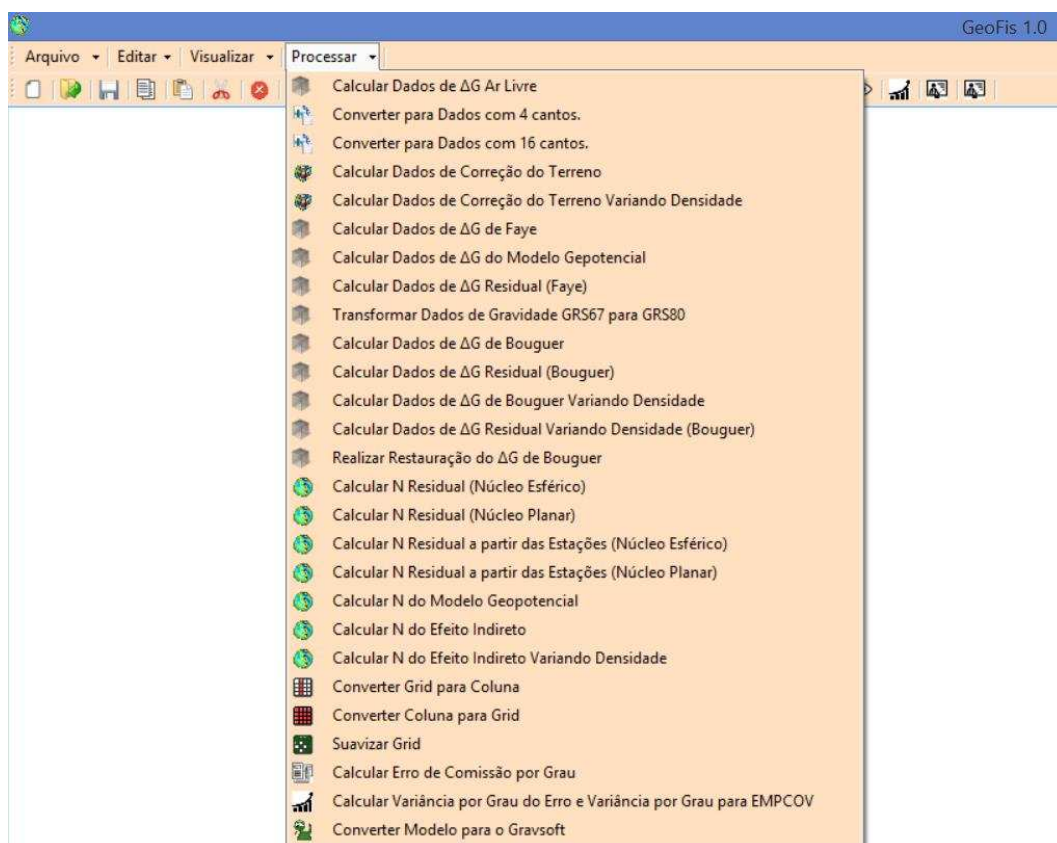 GeoFis 1.0
Arquivo Editar Visualizar Processar
Calcular Dados de ΔG Ar Livre
Converter para Dados com 4 cantos.
Converter para Dados com 16 cantos.
Calcular Dados de Correção do Terreno
Calcular Dados de Correção do Terreno Variando Densidade
Calcular Dados de ΔG de Faye
Calcular Dados de ΔG do Modelo Gepotencial
Calcular Dados de ΔG Residual (Faye)
Transformar Dados de Gravidade GRS67 para GRS80
Calcular Dados de ΔG de Bouguer
Calcular Dados de ΔG Residual (Bouguer)
Calcular Dados de ΔG de Bouguer Variando Densidade
Calcular Dados de ΔG Residual Variando Densidade (Bouguer)
Realizar Restauração do ΔG de Bouguer
Calcular N Residual (Núcleo Esférico)
Calcular N Residual (Núcleo Planar)
Calcular N Residual a partir das Estações (Núcleo Esférico)
Calcular N Residual a partir das Estações (Núcleo Planar)
Calcular N do Modelo Geopotencial
Calcular N do Efeito Indireto
Calcular N do Efeito Indireto Variando Densidade
Converter Grid para Coluna
Converter Coluna para Grid
Suavizar Grid
Calcular Erro de Comissão por Grau
Calcular Variância por Grau do Erro e Variância por Grau para EMPCOV
Converter Modelo para o Gravsoft